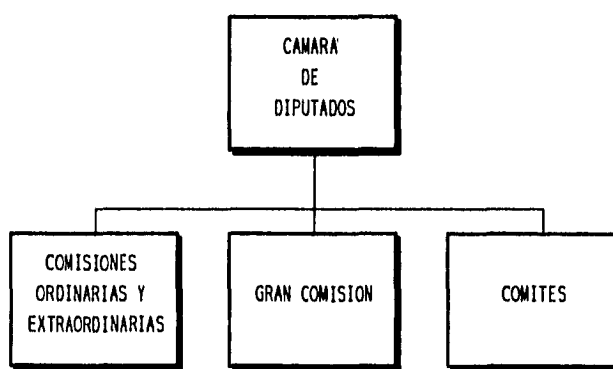 CAMARA
DE
DIPUTADOS
COMISIONES
ORDINARIAS Y
EXTRAORDINARIAS
GRAN COMISION
COMITES